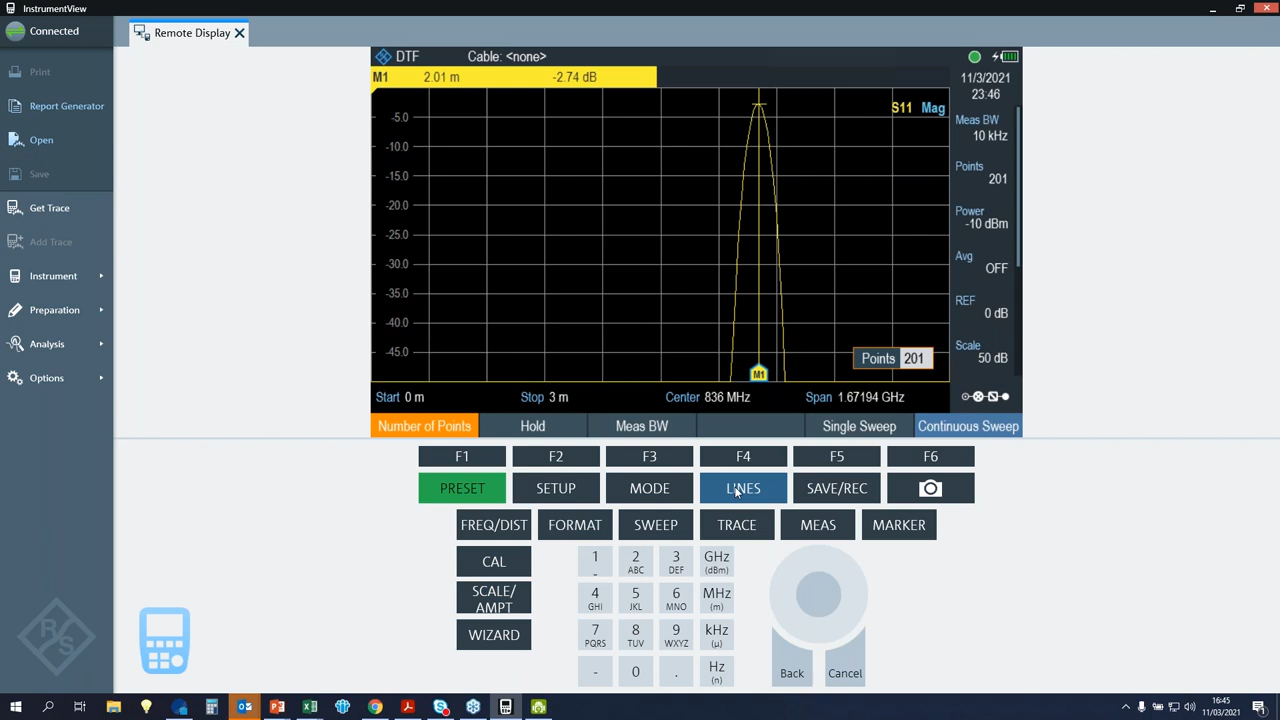 InstrumentView
Connected
Remote Display
Print
Report Generator
Open
Save
Get Trace
Add Trace
Instrument
Preparation
Analysis
Options
DTF Cable: <none>
M1 2.01 m -2.74 dB
11/3/2021
23:46
S11 Mag
-5.0
-10.0
-15.0
-20.0
-25.0
-30.0
-35.0
-40.0
-45.0
M1
Points 201
Meas BW
10 kHz
Points
201
Power
-10 dBm
Avg
OFF
REF
0 dB
Scale
50 dB
Start 0 m Stop 3 m Center 836 MHz Span 1.67194 GHz
Number of Points Hold Meas BW Single Sweep Continuous Sweep
F1 F2 F3 F4 F5 F6
PRESET SETUP MODE LINES SAVE/REC
FREQ/DIST FORMAT SWEEP TRACE MEAS MARKER
CAL
SCALE/
AMPT
WIZARD
1 2 3 GHz
_ ABC DEF (dBm)
4 5 6 MHz
GHI JKL MNO (m)
7 8 9 kHz
PQRS TUV WXYZ (µ)
- 0 . Hz
(n)
Back Cancel
R&S
16:45
11/03/2021
1